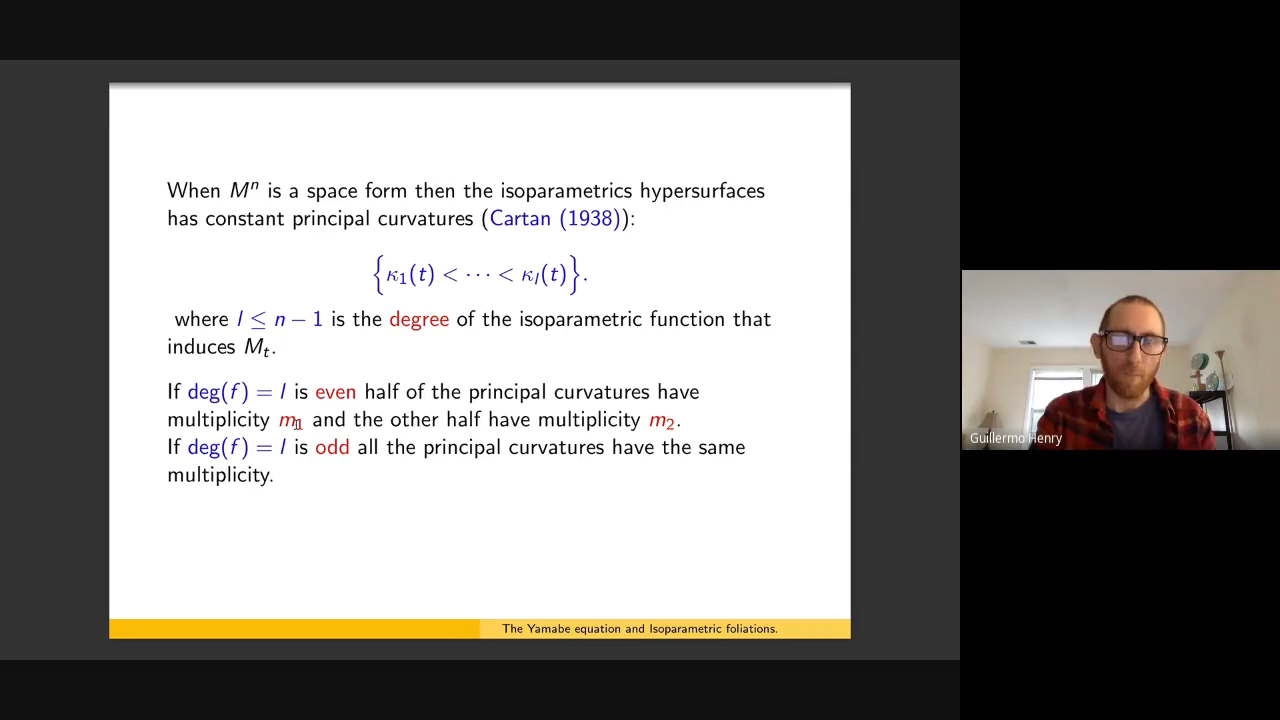 When Mⁿ is a space form then the isoparametrics hypersurfaces
has constant principal curvatures (Cartan (1938)):
{κ₁(t) < ··· < κₗ(t)}.
where l ≤ n − 1 is the degree of the isoparametric function that
induces Mₜ.
If deg(f) = l is even half of the principal curvatures have
multiplicity m₁ and the other half have multiplicity m₂.
If deg(f) = l is odd all the principal curvatures have the same
multiplicity.
The Yamabe equation and Isoparametric foliations.
Guillermo Henry